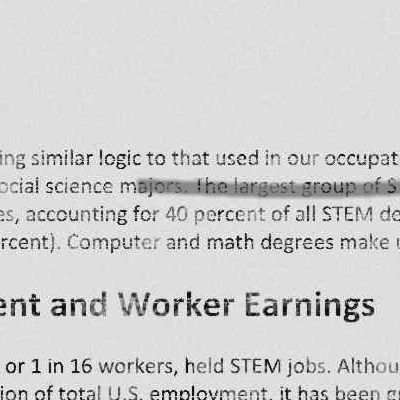 ing similar logic to that used in our occupat
ocial science majors. The largest group of S
es, accounting for 40 percent of all STEM de
rcent). Computer and math degrees make u
ent and Worker Earnings
or 1 in 16 workers, held STEM jobs. Althou
ion of total U.S. employment, it has been g